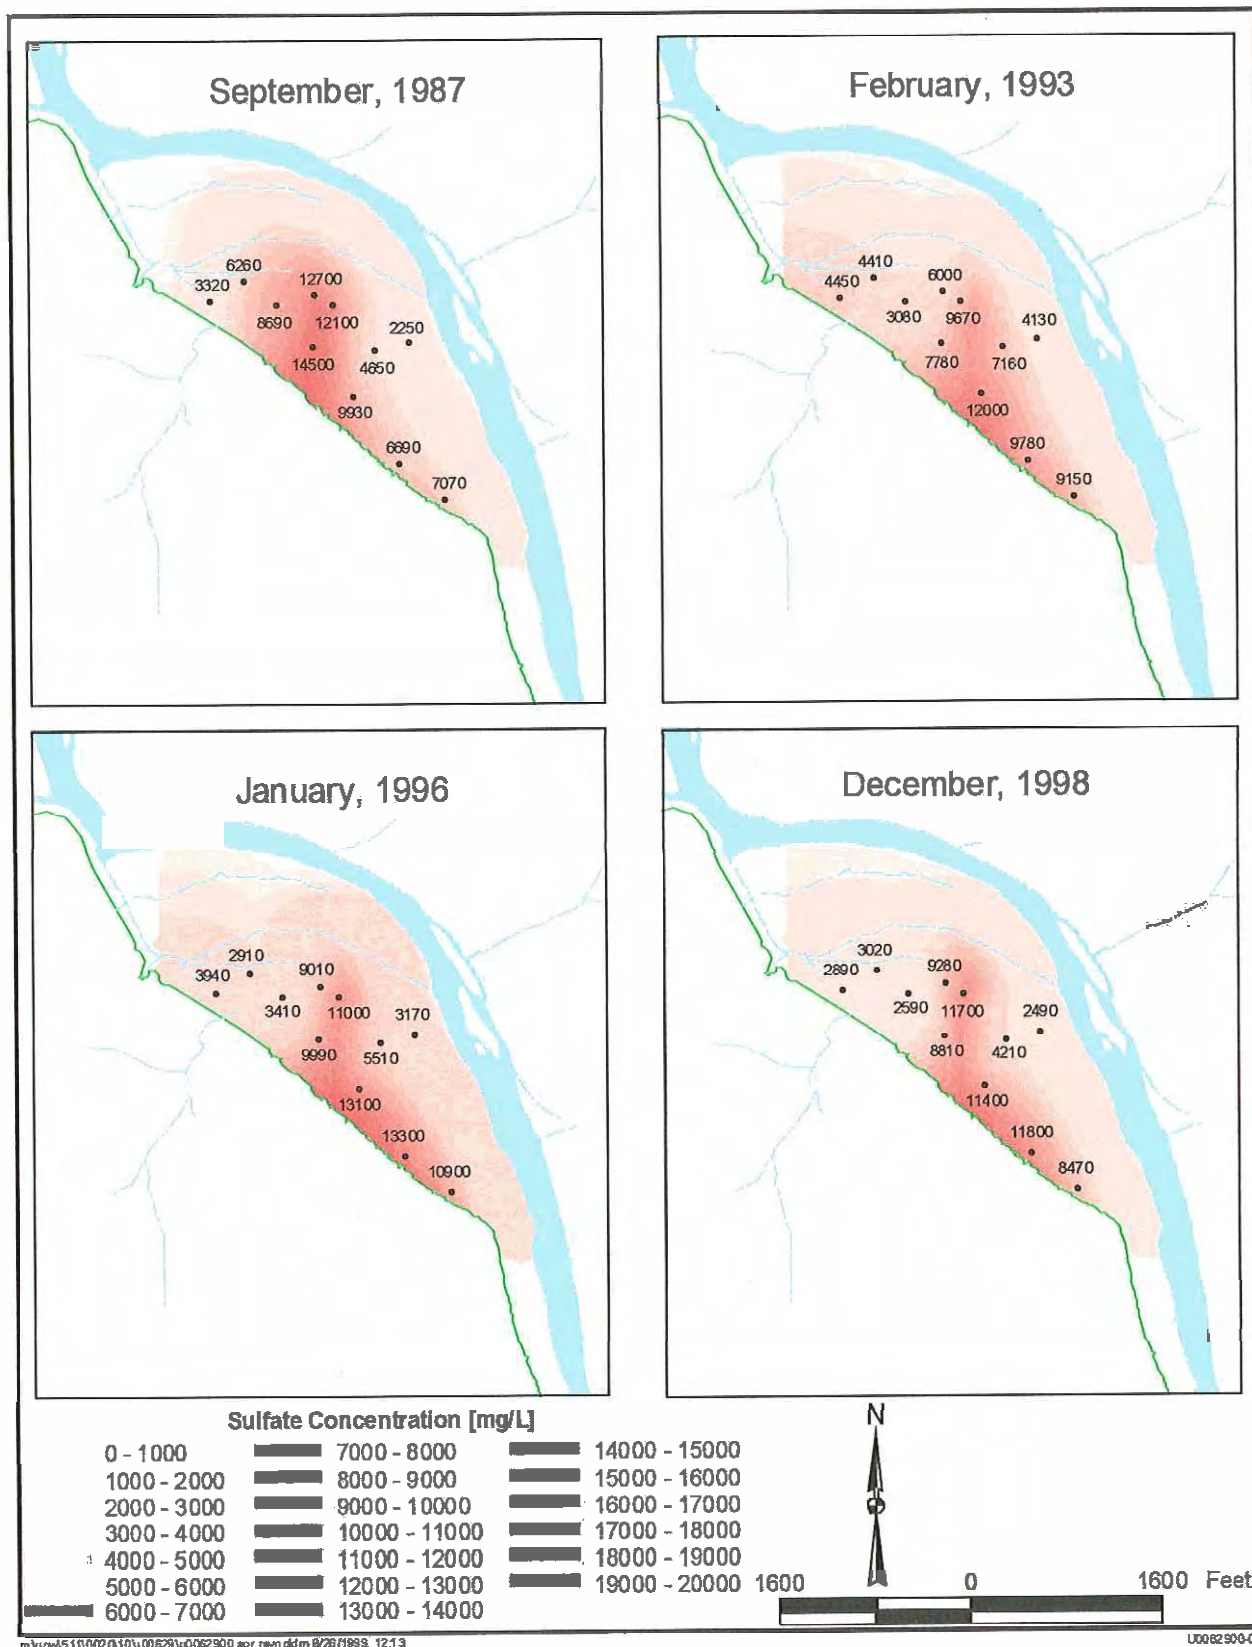 September, 1987
6260
3320
12700
8690
12100
2250
14500
4650
9930
6690
7070
February, 1993
4410
4450
6000
3080
9670
4130
7780
7160
12000
9780
9150
January, 1996
2910
3940
9010
3410
11000
3170
9990
5510
13100
13300
10900
December, 1998
3020
2890
9280
2590
11700
2490
8810
4210
11400
11800
8470
Sulfate Concentration [mg/L]
0 - 1000
1000 - 2000
2000 - 3000
3000 - 4000
4000 - 5000
5000 - 6000
6000 - 7000
7000 - 8000
8000 - 9000
9000 - 10000
10000 - 11000
11000 - 12000
12000 - 13000
13000 - 14000
14000 - 15000
15000 - 16000
16000 - 17000
17000 - 18000
18000 - 19000
19000 - 20000
N
1600 0 1600 Feet